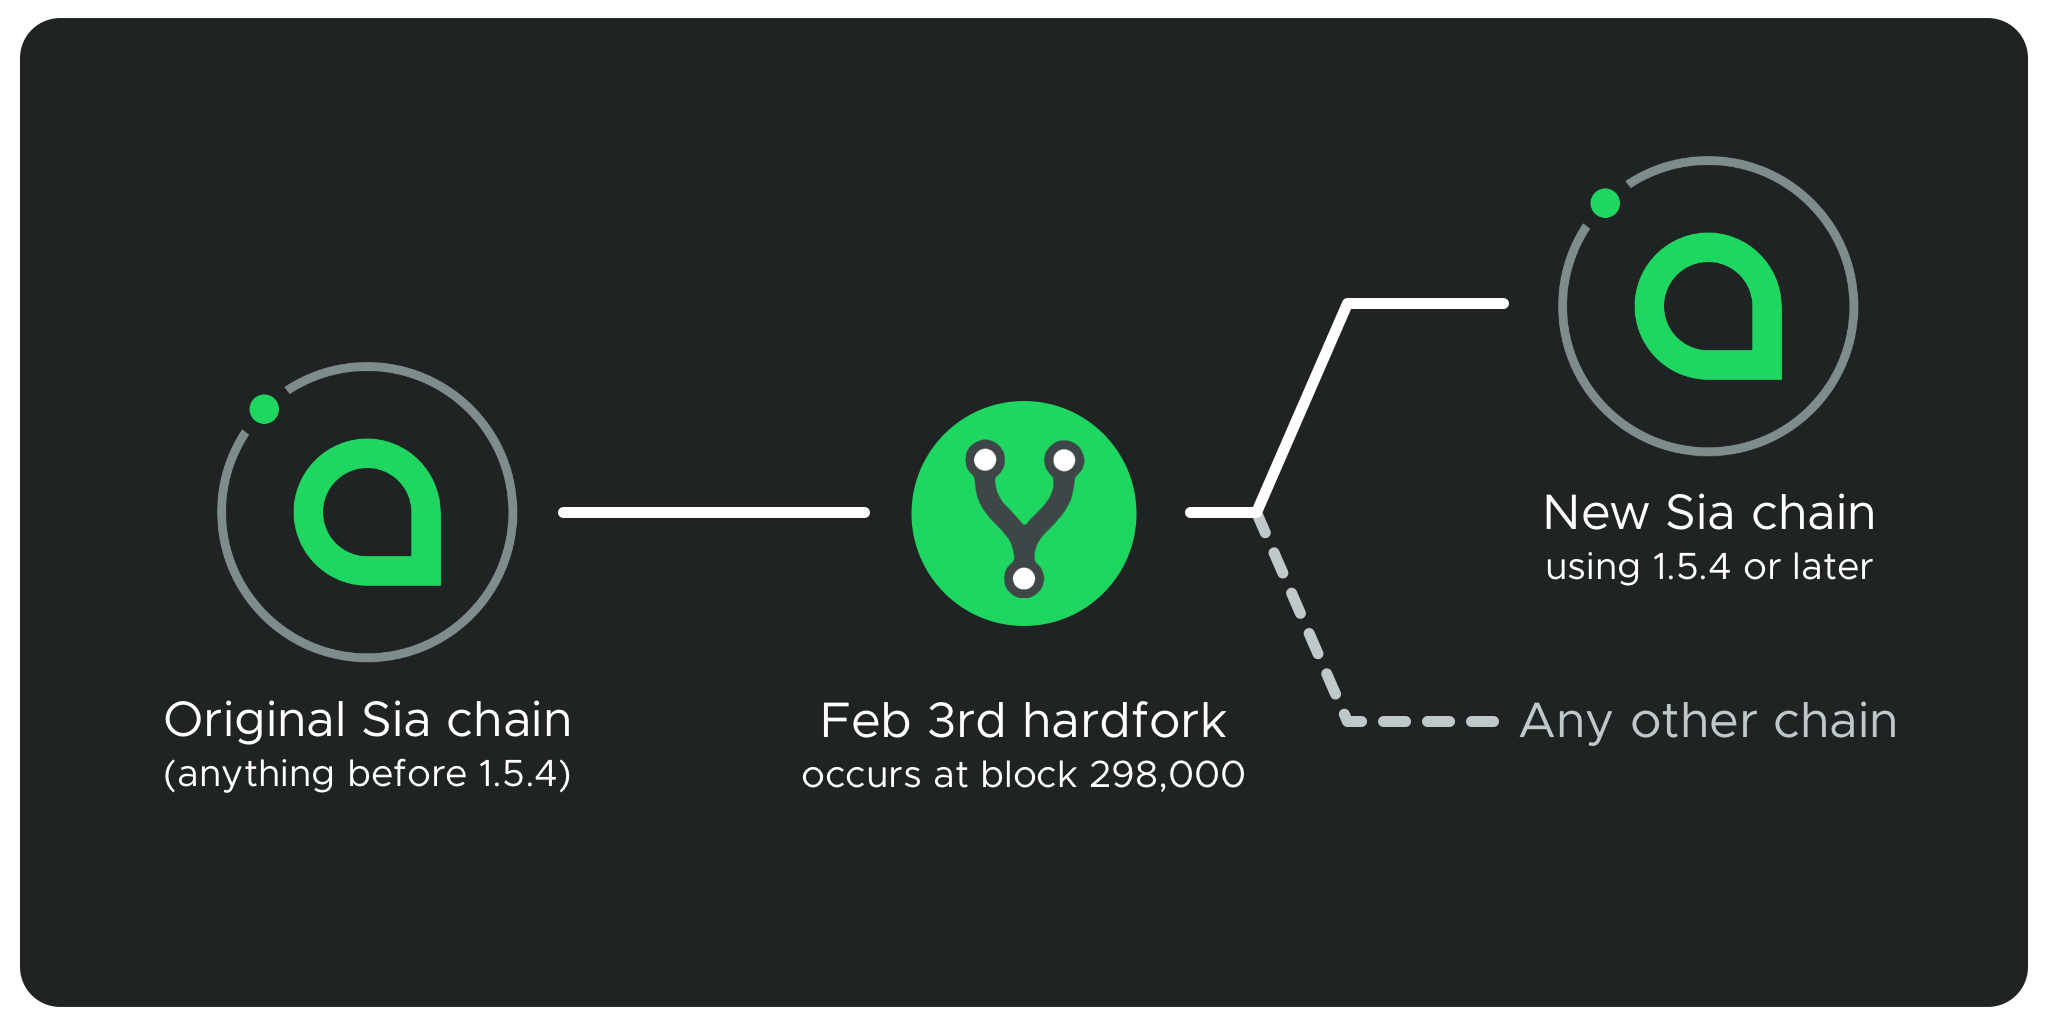 Original Sia chain
(anything before 1.5.4)
Feb 3rd hardfork
occurs at block 298,000
New Sia chain
using 1.5.4 or later
Any other chain